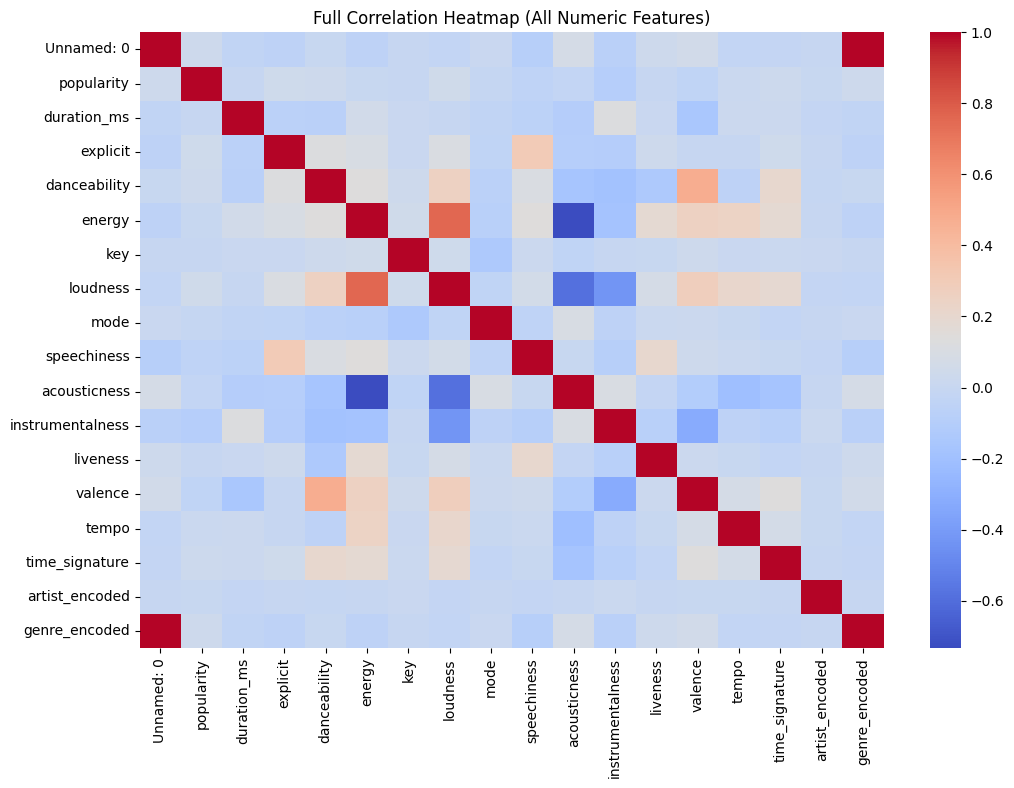 Full Correlation Heatmap (All Numeric Features)
Unnamed: 0
popularity
duration_ms
explicit
danceability
energy
key
loudness
mode
speechiness
acousticness
instrumentalness
liveness
valence
tempo
time_signature
artist_encoded
genre_encoded
Unnamed: 0
popularity
duration_ms
explicit
danceability
energy
key
loudness
mode
speechiness
acousticness
instrumentalness
liveness
valence
tempo
time_signature
artist_encoded
genre_encoded
1.0
0.8
0.6
0.4
0.2
0.0
−0.2
−0.4
−0.6